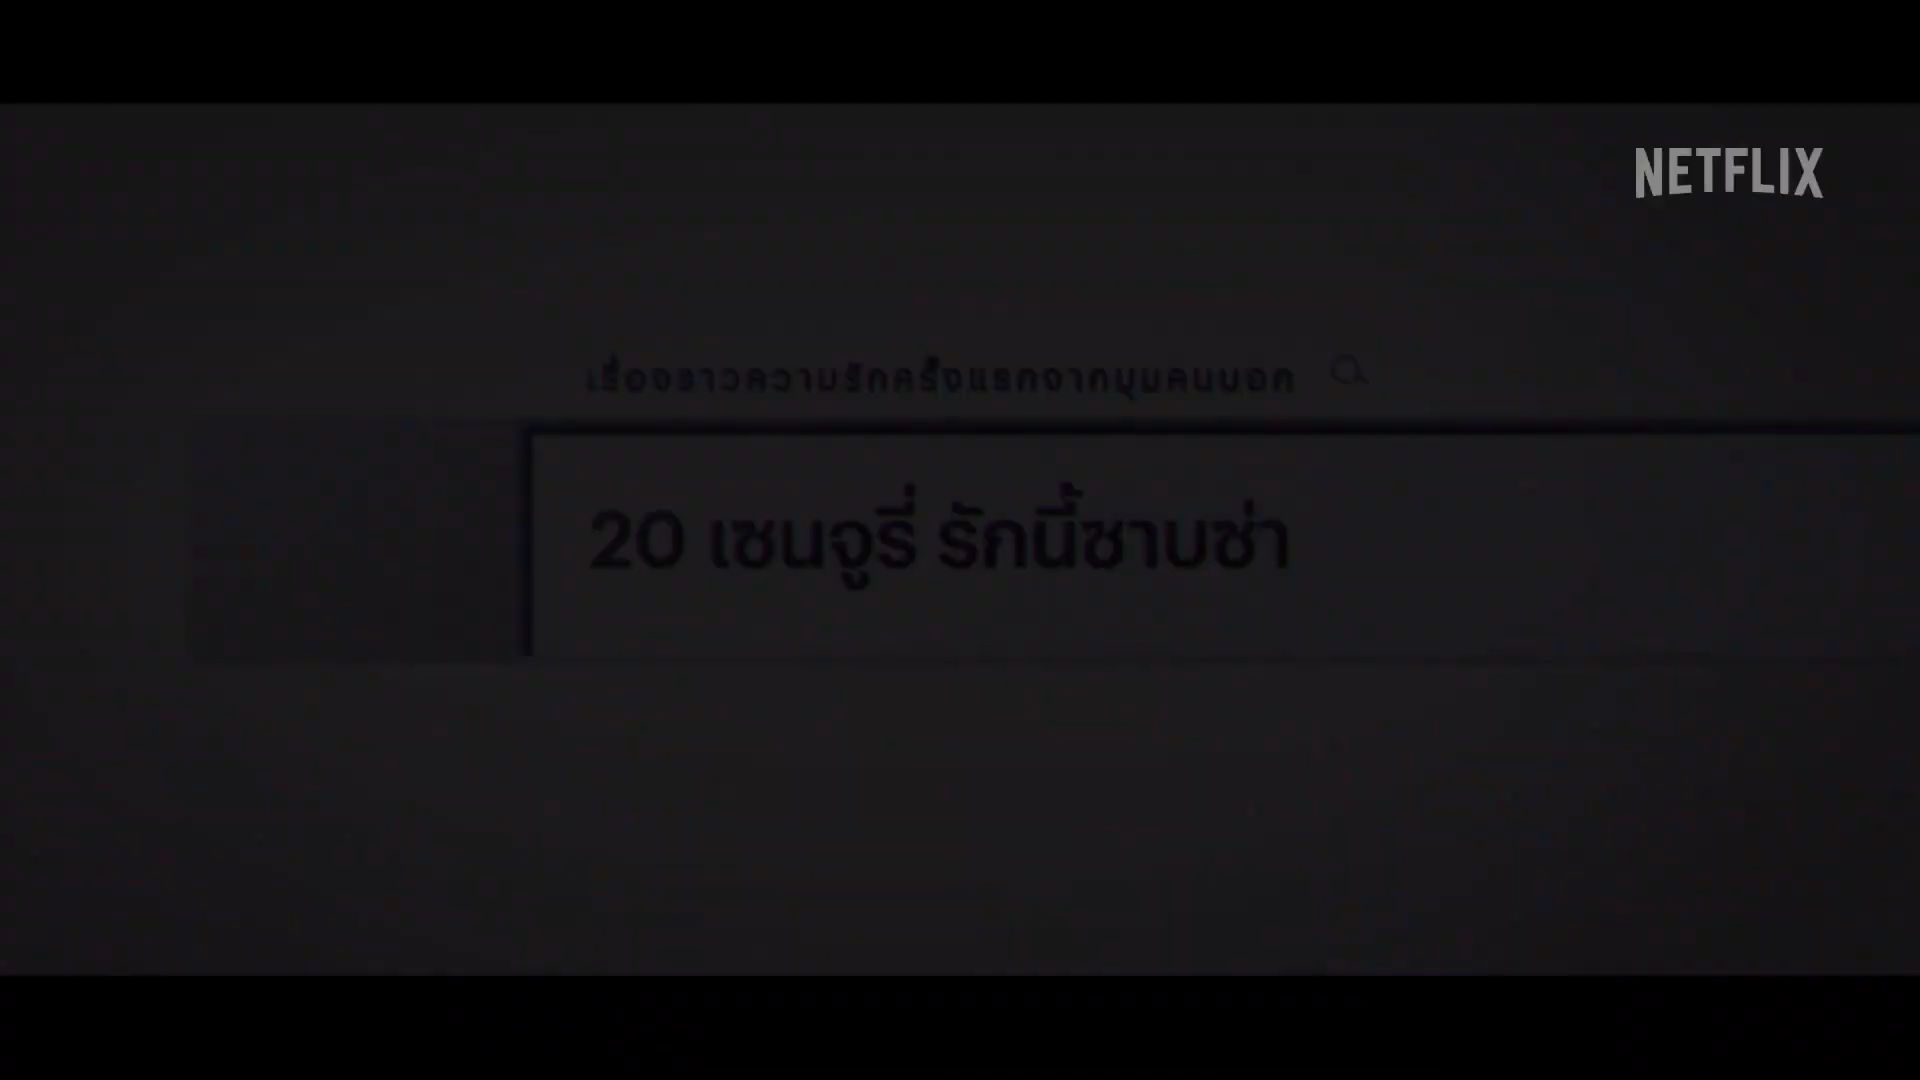 NETFLIX
เรื่องราวความรักครั้งแรกจากมุมคนนอก
20 เซนจูรี่ รักนี้ซาบซ่า